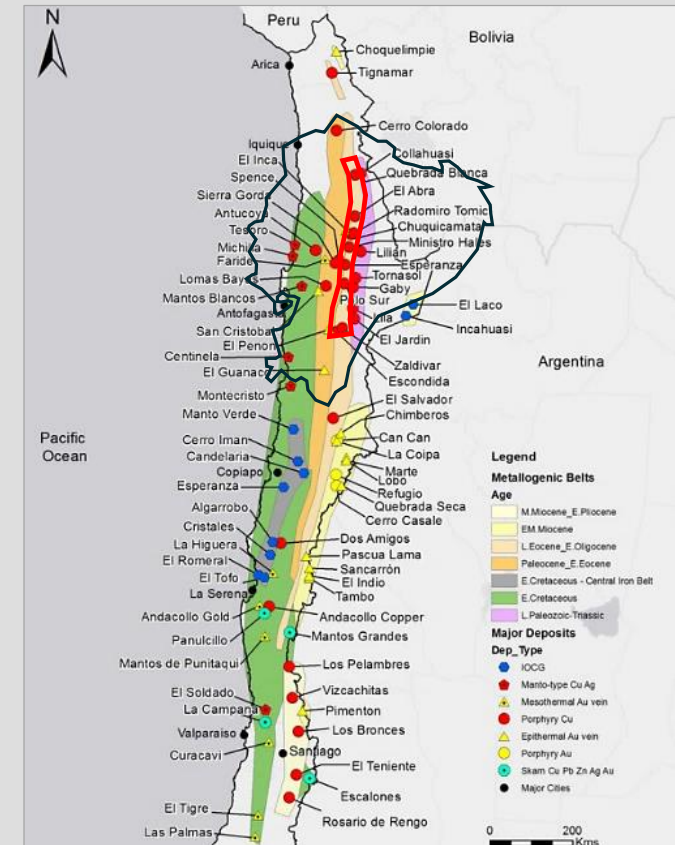 N
Peru
Bolivia
Choquelimpie
Arica
Tignamar
Cerro Colorado
Iquique
Collahuasi
El Inca
Quebrada Blanca
Spence
El Abra
Sierra Gorda
Radomiro Tomic
Antucoya
Chuquicamata
Tesoro
Ministro Hales
Michilla
Lilian
Faride
Esperanza
Lomas Bayas
Tornasol
Gaby
Mantos Blancos
Polo Sur
El Laco
Antofagasta
Lila
Incahuasi
San Cristobal
El Jardin
El Penon
Centinela
Zaldivar
Argentina
El Guanaco
Escondida
Montecristo
El Salvador
Manto Verde
Chimberos
Pacific
Ocean
Cerro Iman
Can Can
Candelaria
La Coipa
Copiapo
Marte
Lobo
Esperanza
Refugio
Algarrobo
Quebrada Seca
Cerro Casale
Cristales
La Higuera
Dos Amigos
El Romeral
Pascua Lama
Sancarrón
El Tofo
El Indio
La Serena
Tambo
Andacollo Gold
Andacollo Copper
Panulcillo
Mantos Grandes
Mantos de Punitaqui
Los Pelambres
El Soldado
Vizcachitas
La Campana
Pimenton
Valparaiso
Los Bronces
Curacavi
Santiago
El Teniente
Escalones
El Tigre
Rosario de Rengo
Las Palmas
Legend
Metallogenic Belts
Age
M.Miocene_E.Pliocene
EM.Miocene
L.Eocene_E.Oligocene
Paleocene_E.Eocene
E.Cretaceous - Central Iron Belt
E.Cretaceous
L.Paleozoic-Triassic
Major Deposits
Dep_Type
IOCG
Manto-type Cu Ag
Mesothermal Au vein
Porphyry Cu
Epithermal Au vein
Porphyry Au
Skarn Cu Pb Zn Ag Au
Major Cities
0 200
Kms